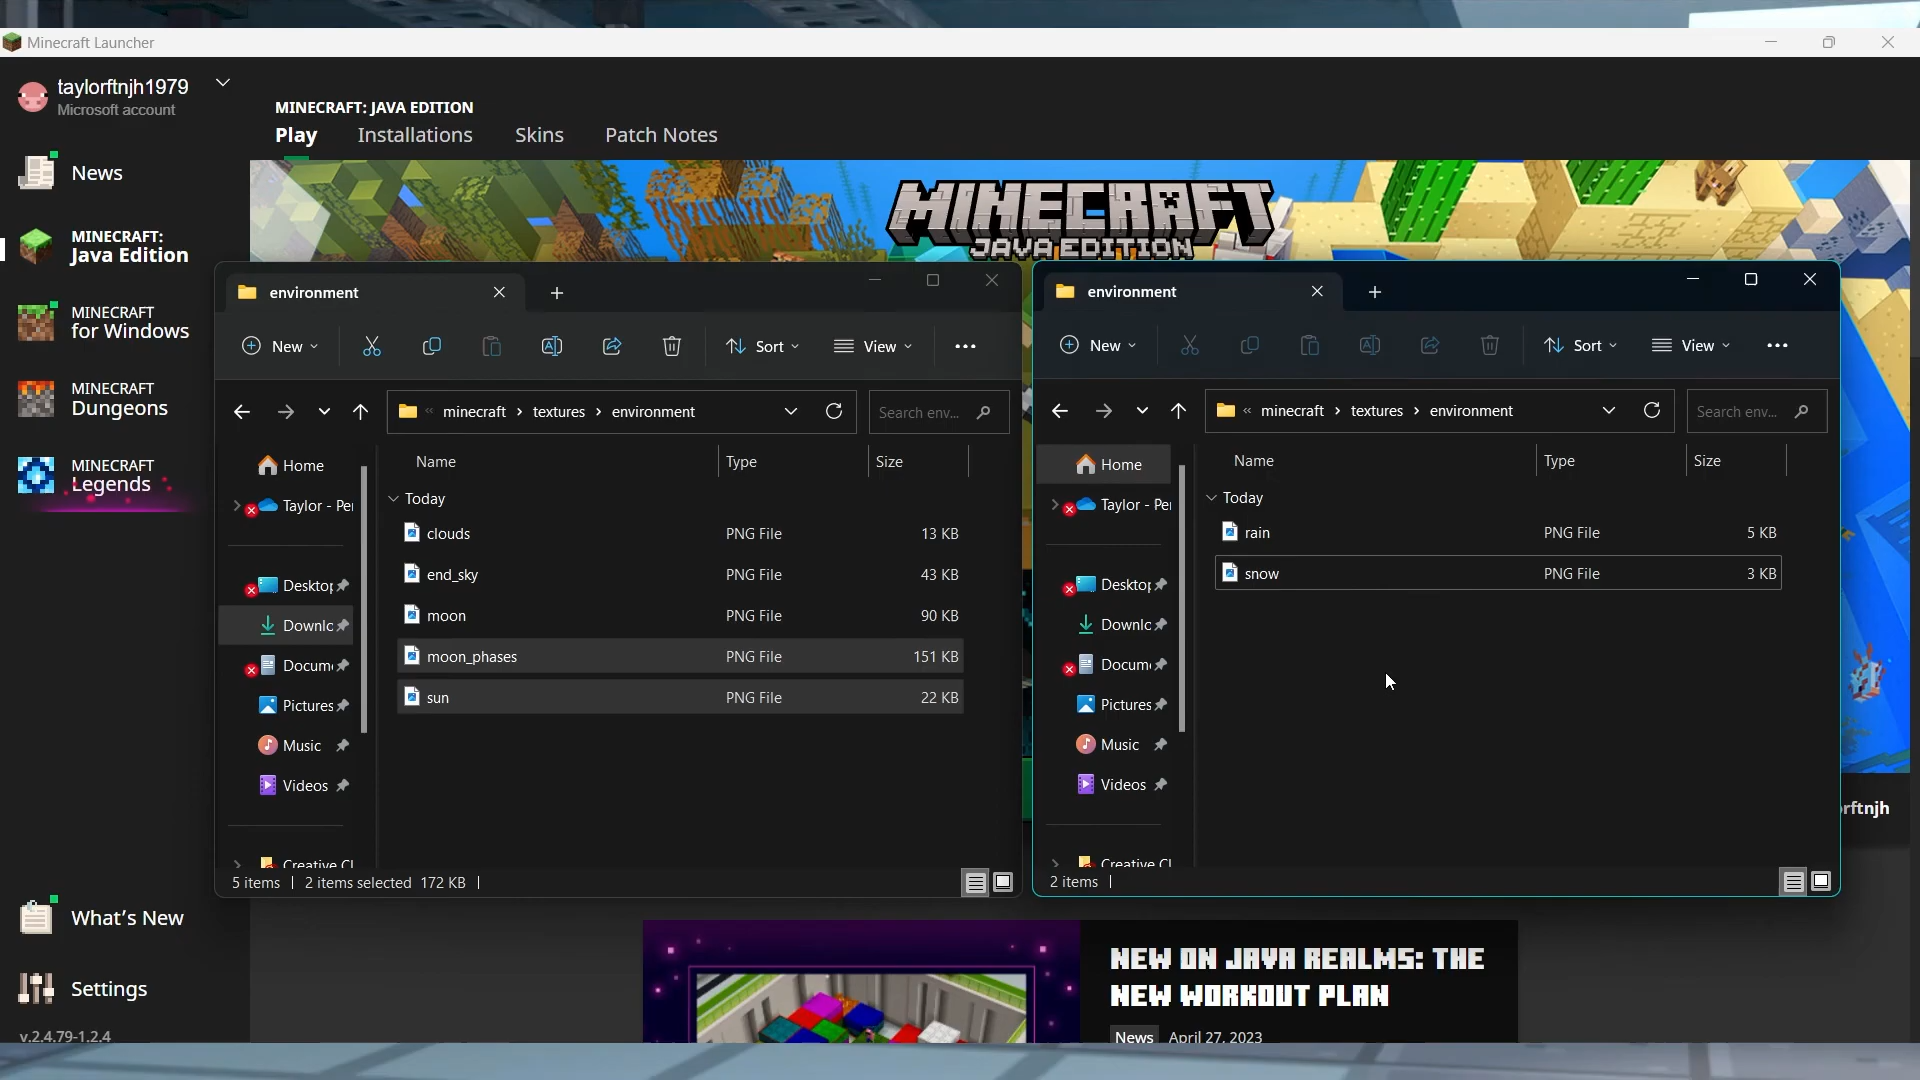 Minecraft Launcher
taylorftnjh1979
Microsoft account
MINECRAFT: JAVA EDITION
Play Installations Skins Patch Notes
News
MINECRAFT:
Java Edition
MINECRAFT
for Windows
MINECRAFT
Dungeons
MINECRAFT
Legends
What's New
Settings
v.2.4.79-1.2.4
MINECRAFT
JAVA EDITION
environment
New Sort View
minecraft textures environment
Search env...
Home
Taylor - Per
Desktop
Downlo
Docume
Pictures
Music
Videos
Creative Cl
Name Type Size
Today
clouds PNG File 13 KB
end_sky PNG File 43 KB
moon PNG File 90 KB
moon_phases PNG File 151 KB
sun PNG File 22 KB
5 items 2 items selected 172 KB
environment
New Sort View
minecraft textures environment
Search env...
Home
Taylor - Per
Desktop
Downlo
Docume
Pictures
Music
Videos
Creative Cl
Name Type Size
Today
rain PNG File 5 KB
snow PNG File 3 KB
2 items
rftnjh
NEW ON JAVA REALMS: THE
NEW WORKOUT PLAN
News April 27, 2023